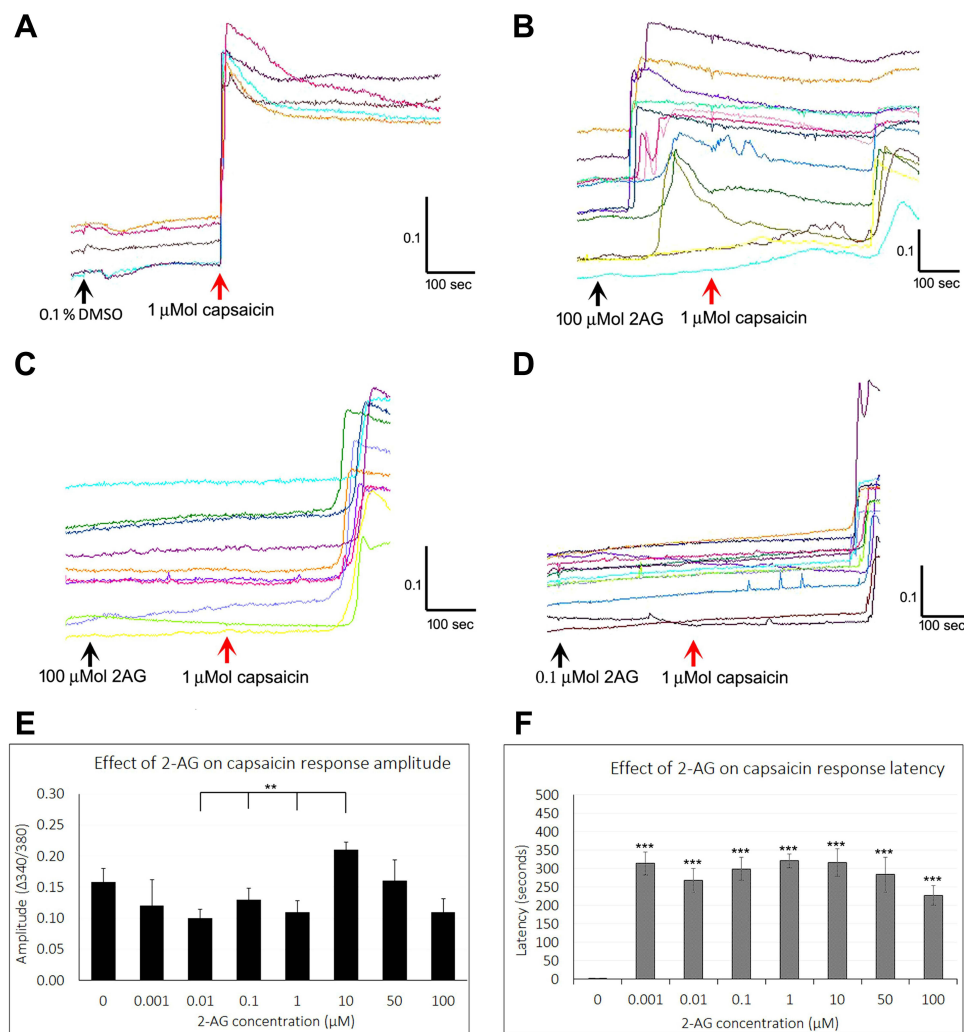 A
B
0.1
100 sec
0.1 % DMSO
1 μMol capsaicin
0.1
100 sec
100 μMol 2AG
1 μMol capsaicin
C
D
0.1
100 sec
100 μMol 2AG
1 μMol capsaicin
0.1
100 sec
0.1 μMol 2AG
1 μMol capsaicin
E
Effect of 2-AG on capsaicin response amplitude
Amplitude (Δ340/380)
0.30
0.25
0.20
0.15
0.10
0.05
0.00
**
0 0.001 0.01 0.1 1 10 50 100
2-AG concentration (μM)
F
Effect of 2-AG on capsaicin response latency
Latency (seconds)
500
450
400
350
300
250
200
150
100
50
0
*** *** *** *** *** *** ***
0 0.001 0.01 0.1 1 10 50 100
2-AG concentration (μM)